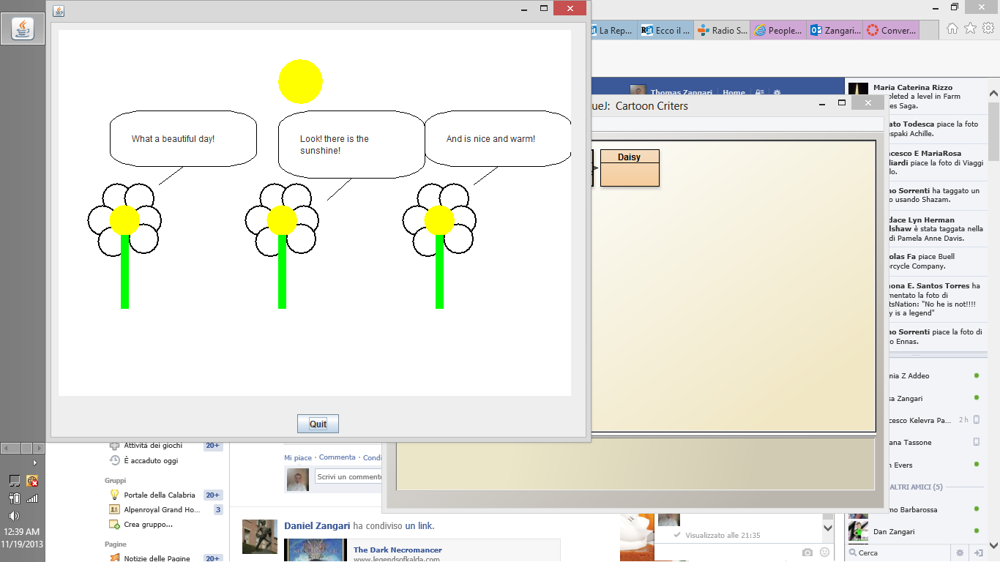 La Rep...
Ecco il ...
Radio S...
People...
Zangari...
Conver...
What a beautiful day!
Look! there is the
sunshine!
And is nice and warm!
Quit
Thomas Zangari
Home
ueJ: Cartoon Criters
Daisy
Maria Caterina Rizzo
pleted a level in Farm
es Saga.
ato Todesca piace la foto
espaki Achille.
ncesco E MariaRosa
liardi piace la foto di Viaggi
lo.
no Sorrenti ha taggato un
o usando Shazam.
dace Lyn Herman
lshaw è stata taggata nella
di Pamela Anne Davis.
olas Fa piace Buell
rcycle Company.
ona E. Santos Torres ha
mentato la foto di
tsNation: "No he is not!!!!
y is a legend"
no Sorrenti piace la foto di
o Ennas.
nia Z Addeo
sa Zangari
cesco Kelevra Pa... 2 h
ana Tassone
n Evers
ALTRI AMICI (5)
mo Barbarossa
Dan Zangari
Cerca
Attività dei giochi 20+
È accaduto oggi
Gruppi
Portale della Calabria 20+
Alpenroyal Grand Ho... 3
Crea gruppo...
Pagine
Notizie delle Pagine 20+
Mi piace · Commenta · Condi
Scrivi un commento
Daniel Zangari ha condiviso un link.
The Dark Necromancer
www.legendsofkalda.com
Visualizzato alle 21:35
12:39 AM
11/19/2013